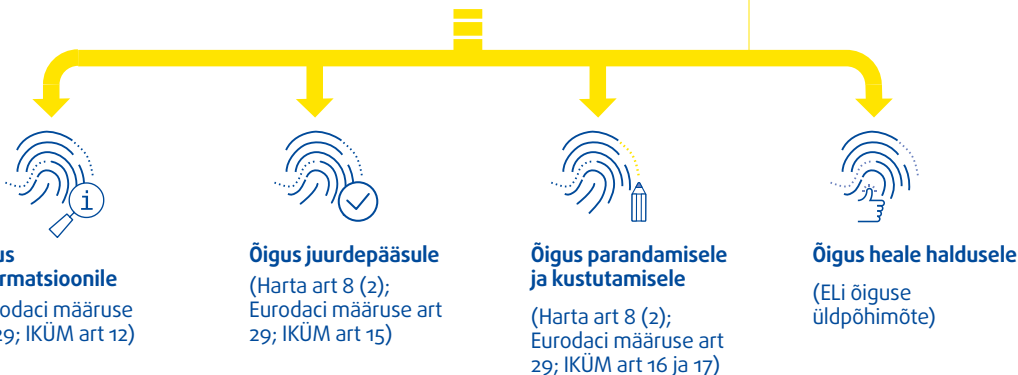 i
us
rmatsioonile
rodaci määruse
29; IKÜM art 12)
Õigus juurdepääsule
(Harta art 8 (2);
Eurodaci määruse art
29; IKÜM art 15)
Õigus parandamisele
ja kustutamisele
(Harta art 8 (2);
Eurodaci määruse art
29; IKÜM art 16 ja 17)
Õigus heale haldusele
(ELi õiguse
üldpõhimõte)